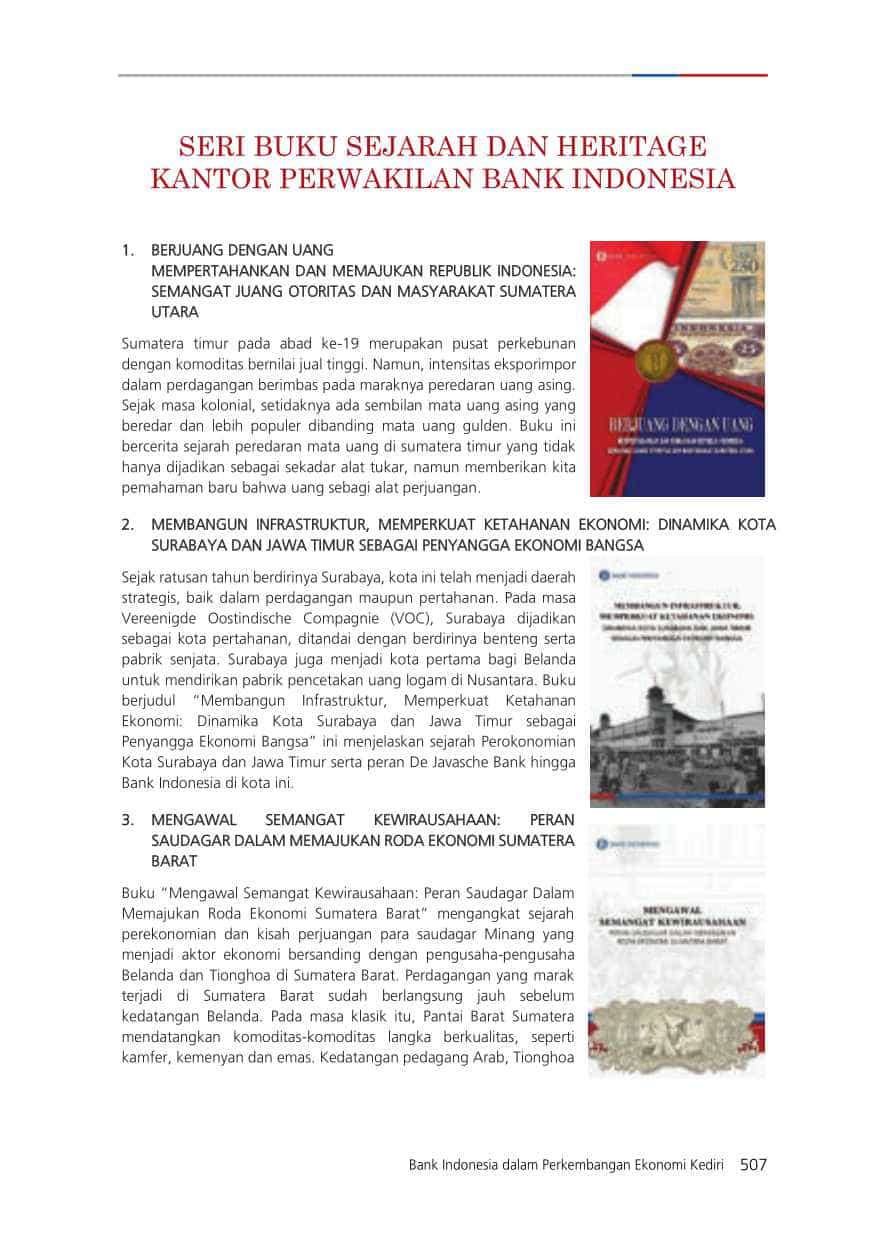 SERI BUKU SEJARAH DAN HERITAGE
KANTOR PERWAKILAN BANK INDONESIA
1. BERJUANG DENGAN UANG
MEMPERTAHANKAN DAN MEMAJUKAN REPUBLIK INDONESIA:
SEMANGAT JUANG OTORITAS DAN MASYARAKAT SUMATERA
UTARA
Sumatera timur pada abad ke-19 merupakan pusat perkebunan
dengan komoditas bernilai jual tinggi. Namun, intensitas eksporimpor
dalam perdagangan berimbas pada maraknya peredaran uang asing.
Sejak masa kolonial, setidaknya ada sembilan mata uang asing yang
beredar dan lebih populer dibanding mata uang gulden. Buku ini
bercerita sejarah peredaran mata uang di sumatera timur yang tidak
hanya dijadikan sebagai sekadar alat tukar, namun memberikan kita
pemahaman baru bahwa uang sebagi alat perjuangan.
BERJUANG DENGAN UANG
2. MEMBANGUN INFRASTRUKTUR, MEMPERKUAT KETAHANAN EKONOMI: DINAMIKA KOTA
SURABAYA DAN JAWA TIMUR SEBAGAI PENYANGGA EKONOMI BANGSA
Sejak ratusan tahun berdirinya Surabaya, kota ini telah menjadi daerah
strategis, baik dalam perdagangan maupun pertahanan. Pada masa
Vereenigde Oostindische Compagnie (VOC), Surabaya dijadikan
sebagai kota pertahanan, ditandai dengan berdirinya benteng serta
pabrik senjata. Surabaya juga menjadi kota pertama bagi Belanda
untuk mendirikan pabrik pencetakan uang logam di Nusantara. Buku
berjudul “Membangun Infrastruktur, Memperkuat Ketahanan
Ekonomi: Dinamika Kota Surabaya dan Jawa Timur sebagai
Penyangga Ekonomi Bangsa” ini menjelaskan sejarah Perokonomian
Kota Surabaya dan Jawa Timur serta peran De Javasche Bank hingga
Bank Indonesia di kota ini.
BANK INDONESIA
MEMBANGUN INFRASTRUKTUR,
MEMPERKUAT KETAHANAN EKONOMI:
3. MENGAWAL SEMANGAT KEWIRAUSAHAAN: PERAN
SAUDAGAR DALAM MEMAJUKAN RODA EKONOMI SUMATERA
BARAT
Buku “Mengawal Semangat Kewirausahaan: Peran Saudagar Dalam
Memajukan Roda Ekonomi Sumatera Barat” mengangkat sejarah
perekonomian dan kisah perjuangan para saudagar Minang yang
menjadi aktor ekonomi bersanding dengan pengusaha-pengusaha
Belanda dan Tionghoa di Sumatera Barat. Perdagangan yang marak
terjadi di Sumatera Barat sudah berlangsung jauh sebelum
kedatangan Belanda. Pada masa klasik itu, Pantai Barat Sumatera
mendatangkan komoditas-komoditas langka berkualitas, seperti
kamfer, kemenyan dan emas. Kedatangan pedagang Arab, Tionghoa
BANK INDONESIA
MENGAWAL
SEMANGAT KEWIRAUSAHAAN
Bank Indonesia dalam Perkembangan Ekonomi Kediri 507